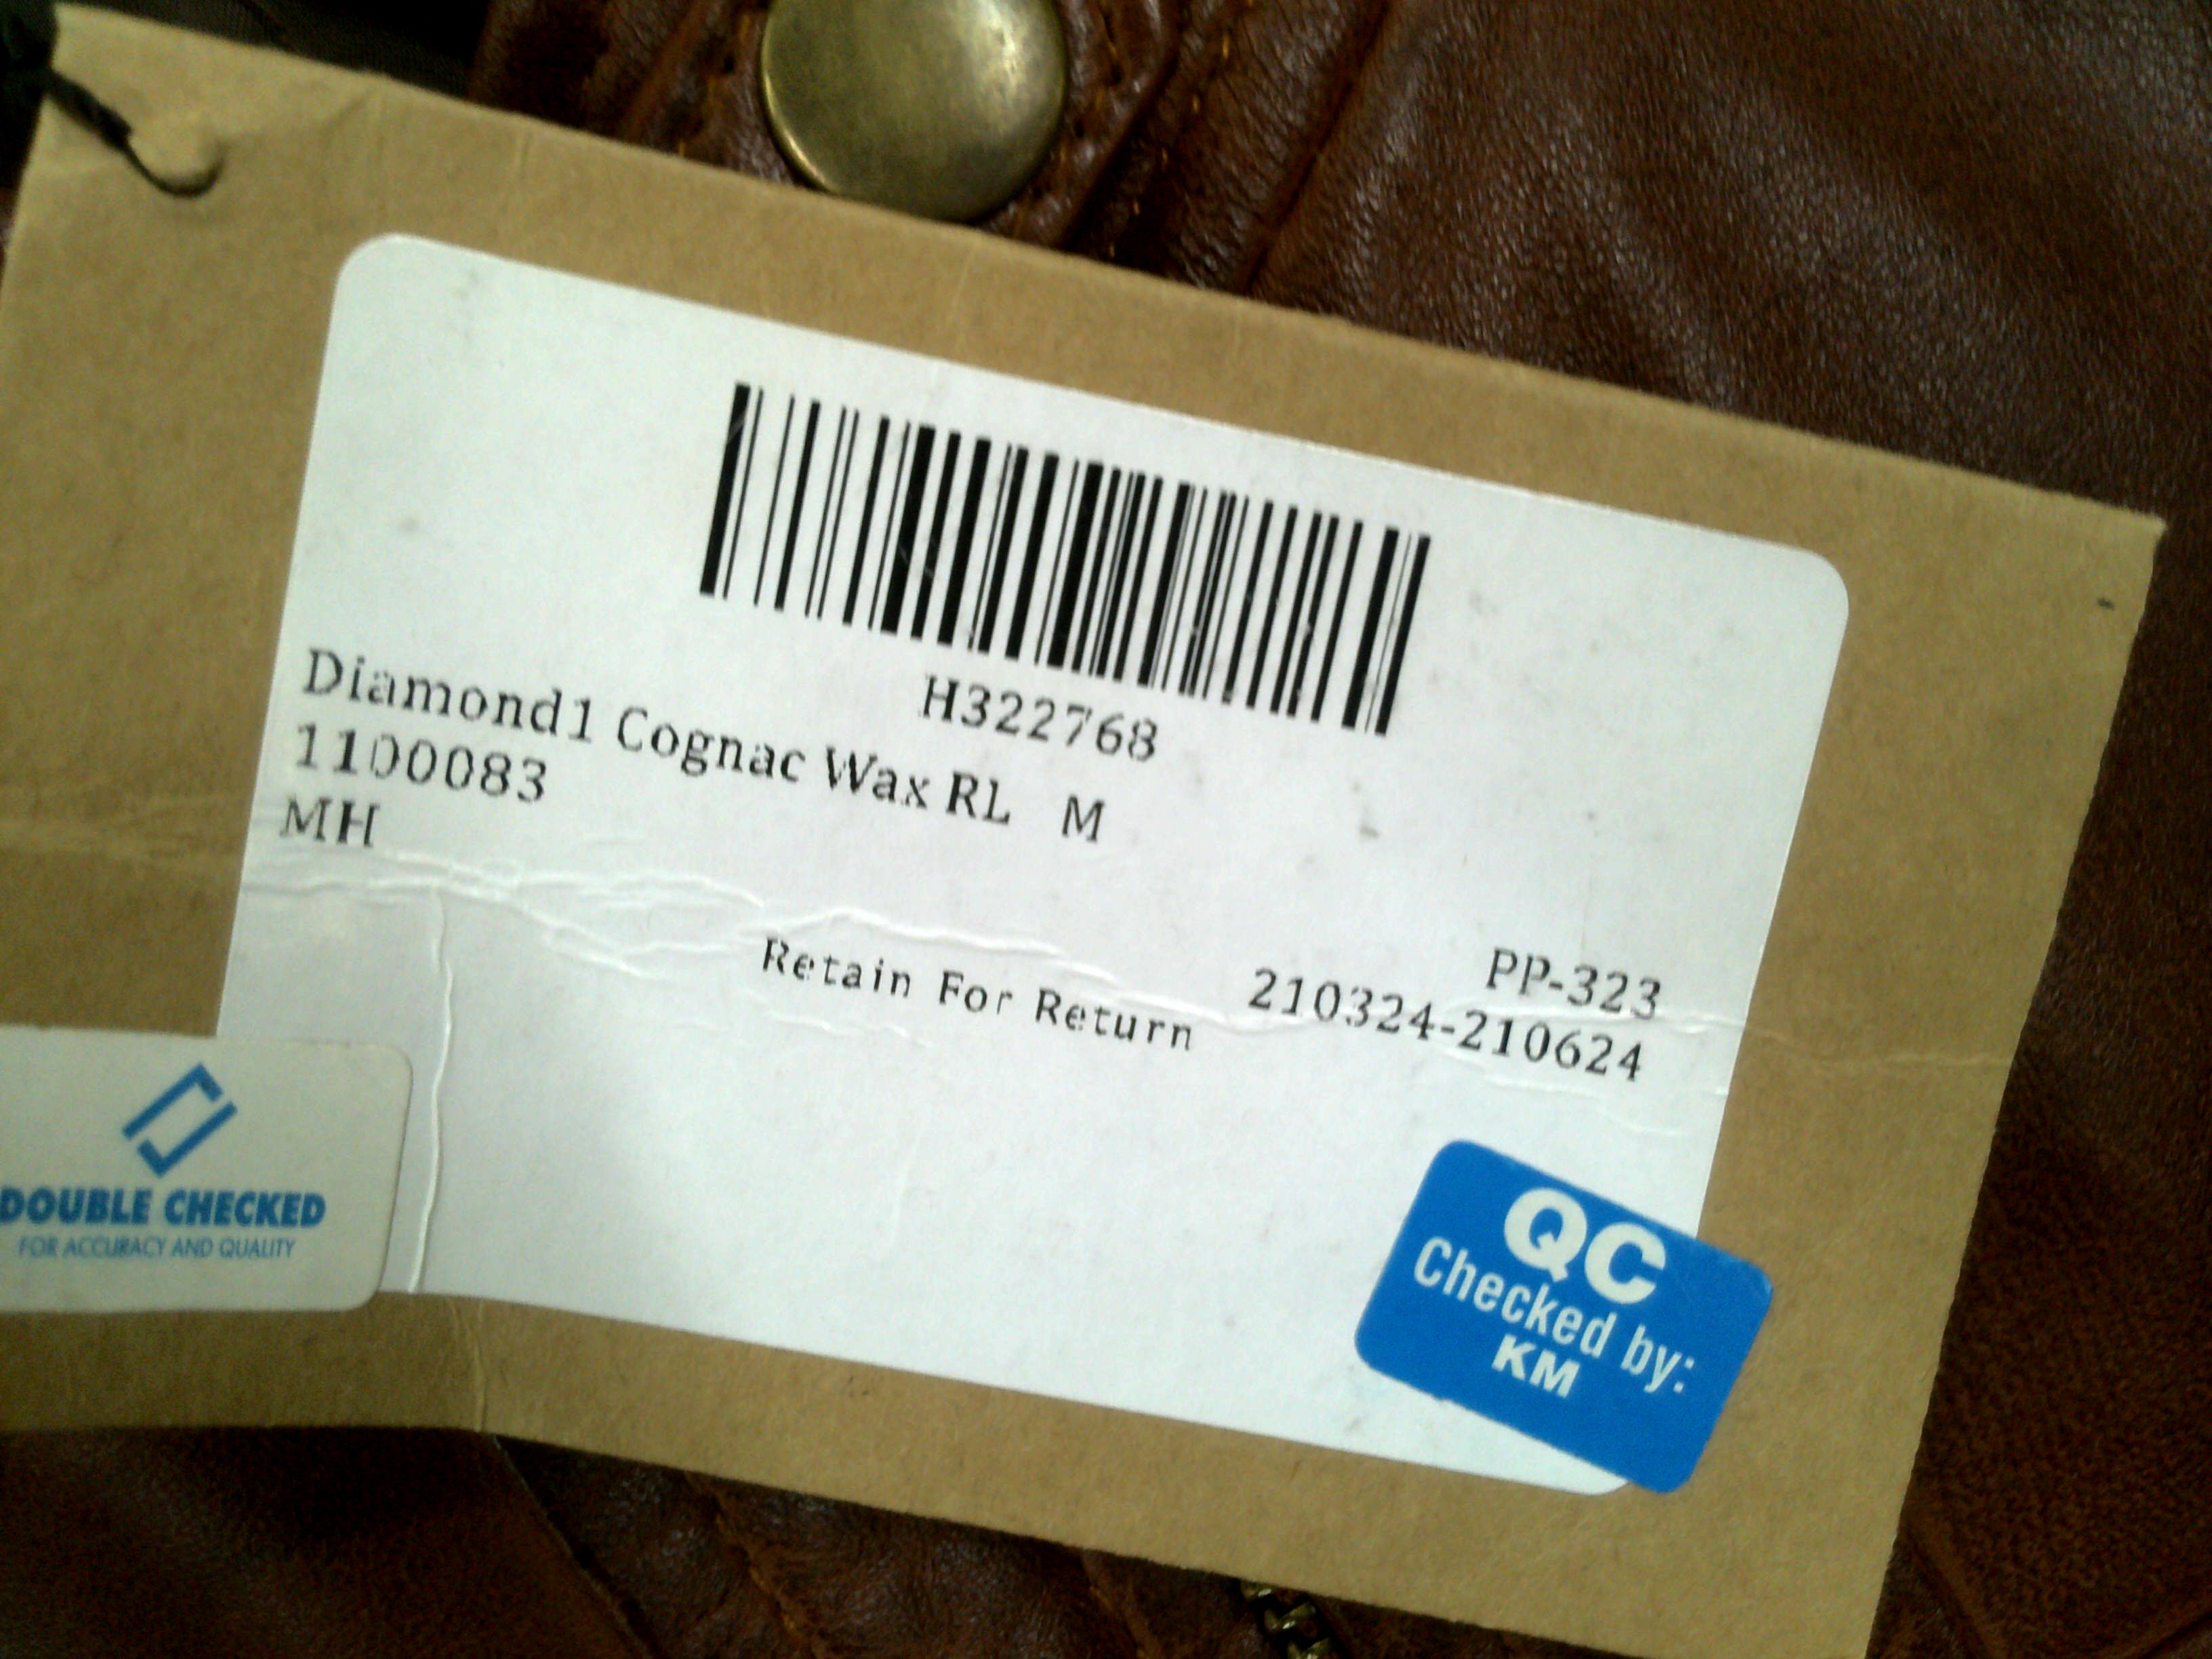 H322768
Diamond1 Cognac Wax RL M
1100083
MH
PP-323
Retain For Return 210324-210624
DOUBLE CHECKED
FOR ACCURACY AND QUALITY
QC
Checked by:
KM